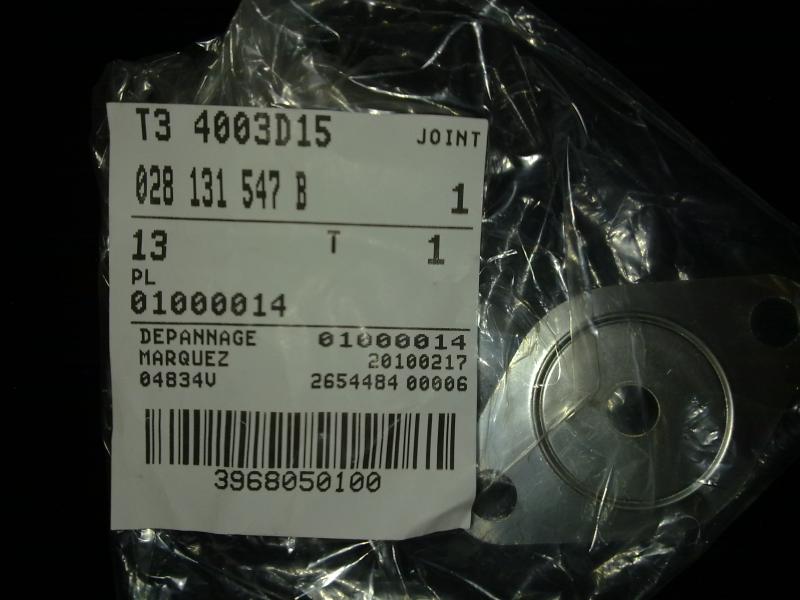 T3 4003D15 JOINT
028 131 547 B 1
13 T 1
PL
01000014
DEPANNAGE 01000014
MARQUEZ 20100217
04834V 2654484 00006
3968050100